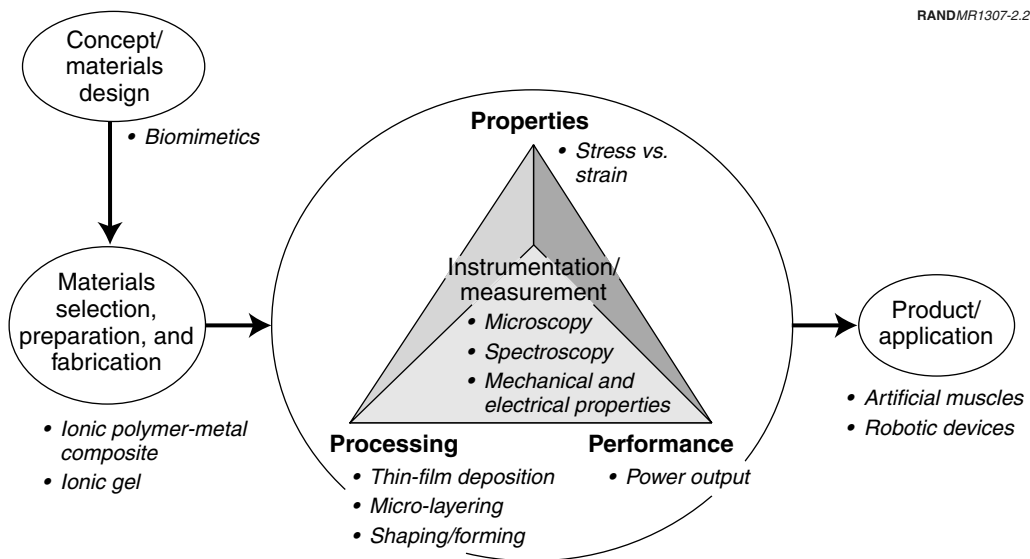 RANDMR1307-2.2
Concept/
materials
design
• Biomimetics
Materials
selection,
preparation, and
fabrication
• Ionic polymer-metal
composite
• Ionic gel
Properties
• Stress vs.
strain
Instrumentation/
measurement
• Microscopy
• Spectroscopy
• Mechanical and
electrical properties
Processing
• Thin-film deposition
• Micro-layering
• Shaping/forming
Performance
• Power output
Product/
application
• Artificial muscles
• Robotic devices